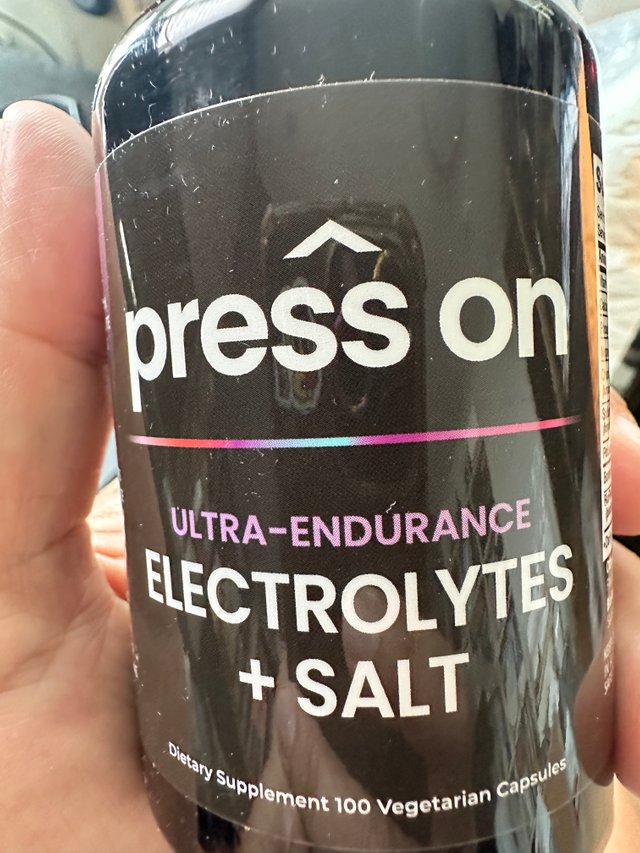 press on
ULTRA-ENDURANCE
ELECTROLYTES
+ SALT
Dietary Supplement 100 Vegetarian Capsules